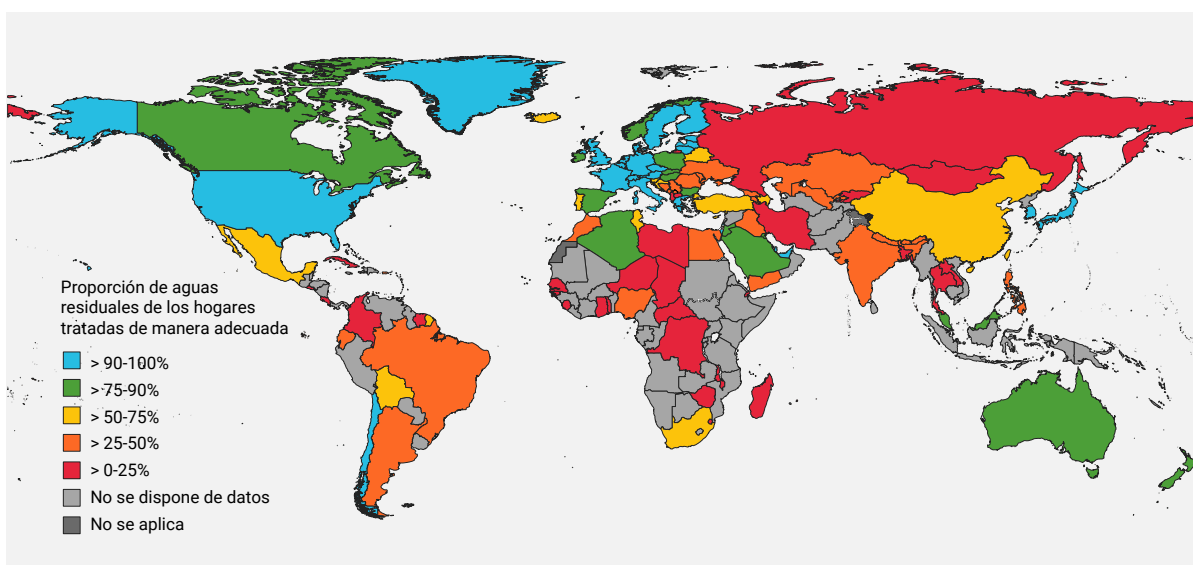 Proporción de aguas
residuales de los hogares
tratadas de manera adecuada
> 90-100%
>75-90%
> 50-75%
> 25-50%
> 0-25%
No se dispone de datos
No se aplica